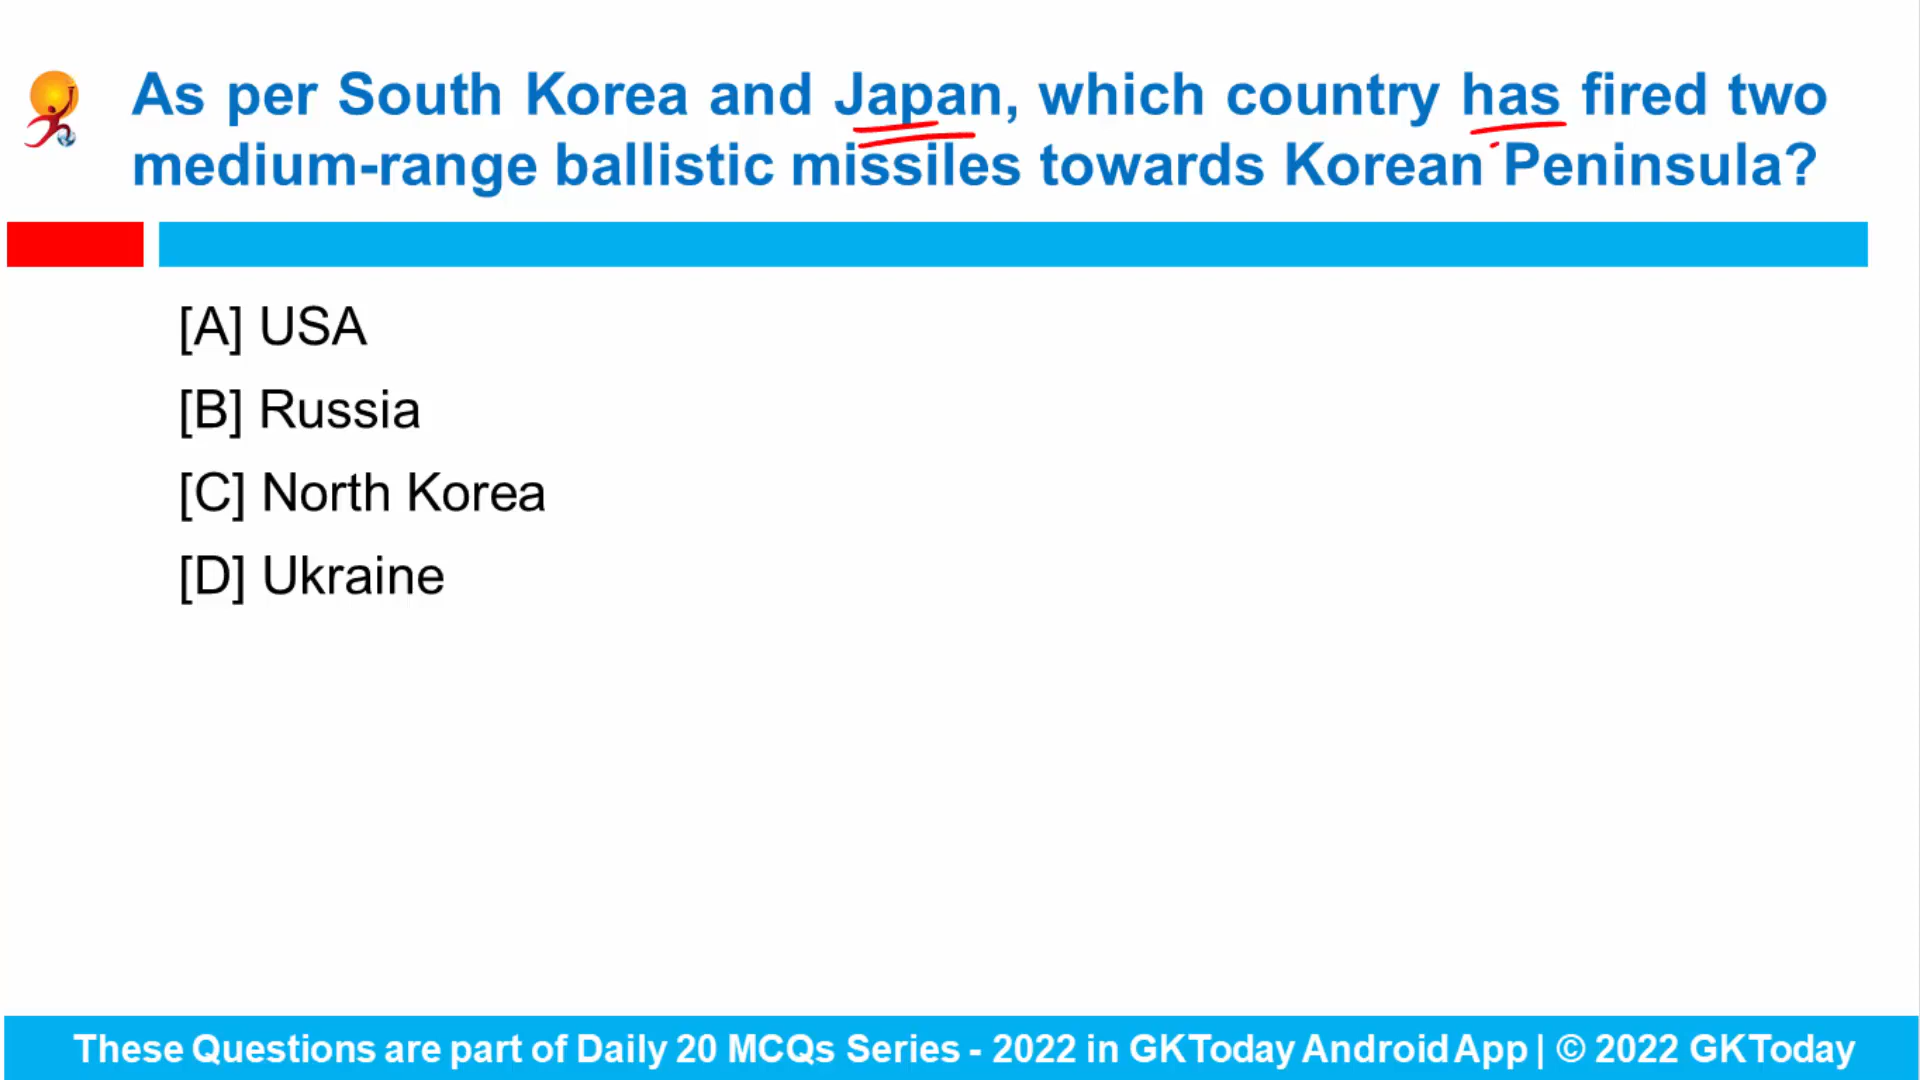 As per South Korea and Japan, which country has fired two
medium-range ballistic missiles towards Korean Peninsula?
[A] USA
[B] Russia
[C] North Korea
[D] Ukraine
These Questions are part of Daily 20 MCQs Series - 2022 in GKToday Android App | © 2022 GKToday